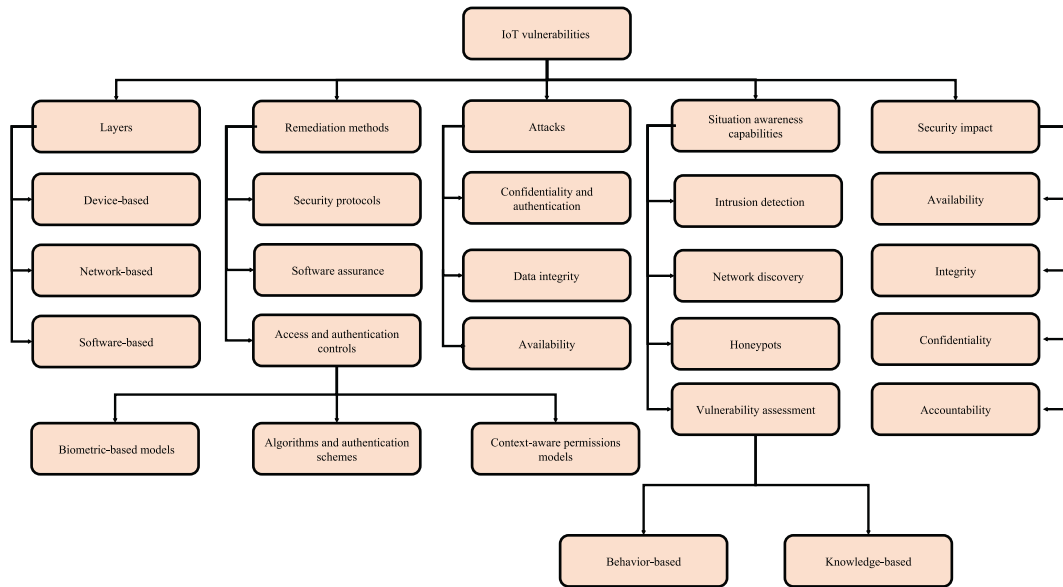 IoT vulnerabilities
Layers
Remediation methods
Attacks
Situation awareness
capabilities
Security impact
Device-based
Security protocols
Confidentiality and
authentication
Intrusion detection
Availability
Network-based
Software assurance
Data integrity
Network discovery
Integrity
Software-based
Access and authentication
controls
Availability
Honeypots
Confidentiality
Vulnerability assessment
Accountability
Biometric-based models
Algorithms and authentication
schemes
Context-aware permissions
models
Behavior-based
Knowledge-based